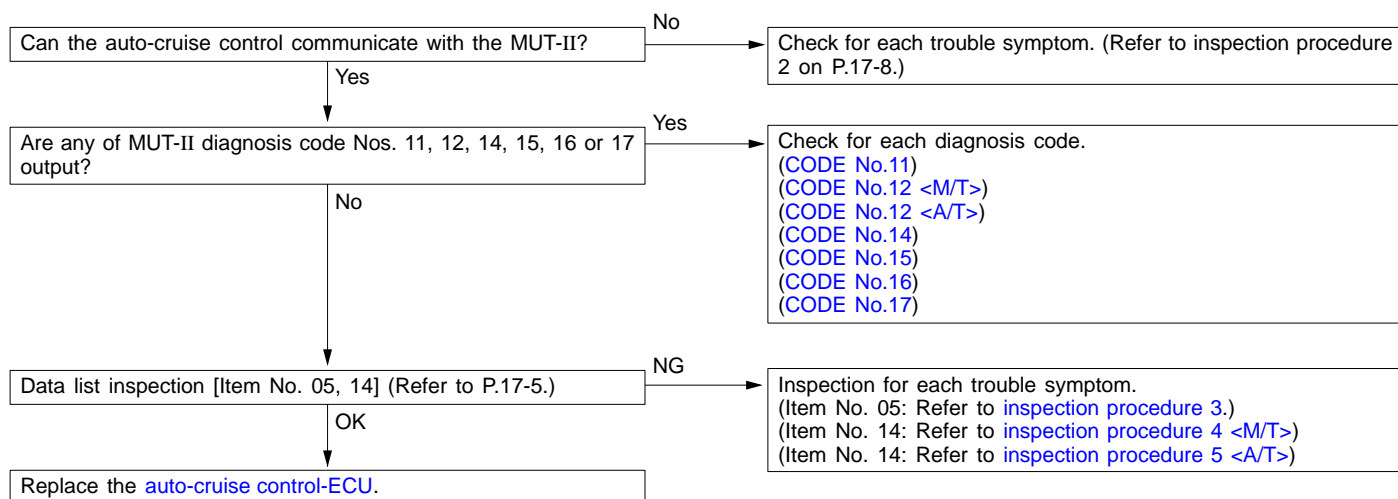 Can the auto-cruise control communicate with the MUT-II?
No
Check for each trouble symptom. (Refer to inspection procedure
2 on P.17-8.)
Yes
Are any of MUT-II diagnosis code Nos. 11, 12, 14, 15, 16 or 17
output?
Yes
Check for each diagnosis code.
(CODE No.11)
(CODE No.12 <M/T>)
(CODE No.12 <A/T>)
(CODE No.14)
(CODE No.15)
(CODE No.16)
(CODE No.17)
No
Data list inspection [Item No. 05, 14] (Refer to P.17-5.)
NG
Inspection for each trouble symptom.
(Item No. 05: Refer to inspection procedure 3.)
(Item No. 14: Refer to inspection procedure 4 <M/T>)
(Item No. 14: Refer to inspection procedure 5 <A/T>)
OK
Replace the auto-cruise control-ECU.